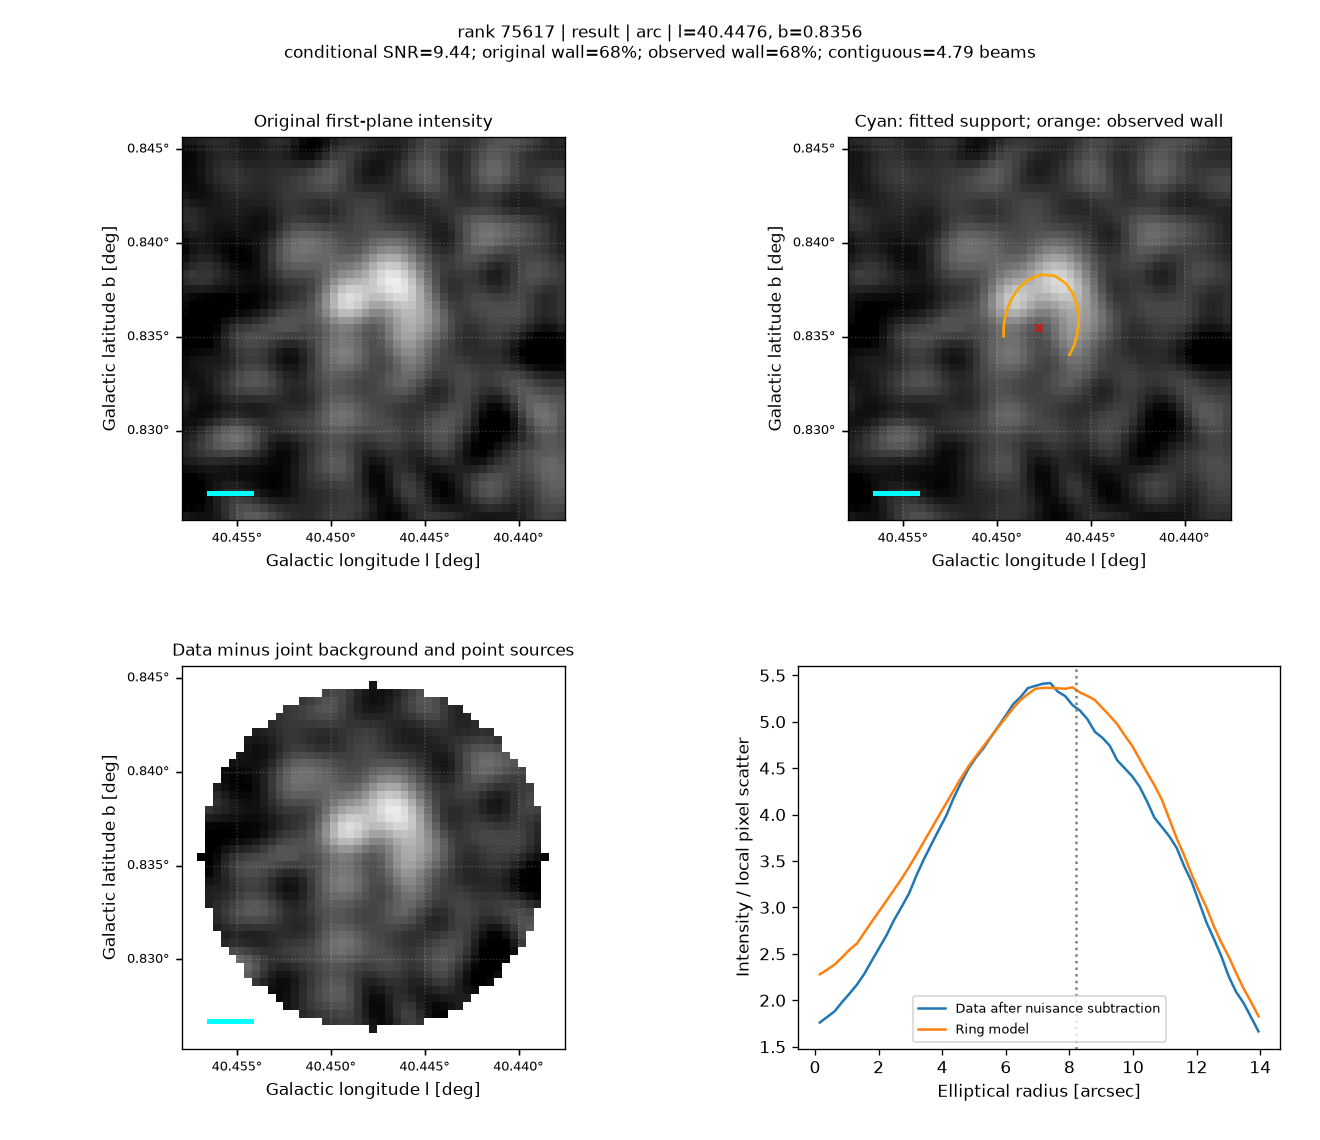 rank 75617 | result | arc | l=40.4476, b=0.8356
conditional SNR=9.44; original wall=68%; observed wall=68%; contiguous=4.79 beams
Original first-plane intensity
0.845°
0.840°
0.835°
0.830°
Galactic latitude b [deg]
40.455° 40.450° 40.445° 40.440°
Galactic longitude l [deg]
Cyan: fitted support; orange: observed wall
0.845°
0.840°
0.835°
0.830°
Galactic latitude b [deg]
40.455° 40.450° 40.445° 40.440°
Galactic longitude l [deg]
Data minus joint background and point sources
0.845°
0.840°
0.835°
0.830°
Galactic latitude b [deg]
40.455° 40.450° 40.445° 40.440°
Galactic longitude l [deg]
5.5
5.0
4.5
4.0
3.5
3.0
2.5
2.0
1.5
Intensity / local pixel scatter
Data after nuisance subtraction
Ring model
0 2 4 6 8 10 12 14
Elliptical radius [arcsec]